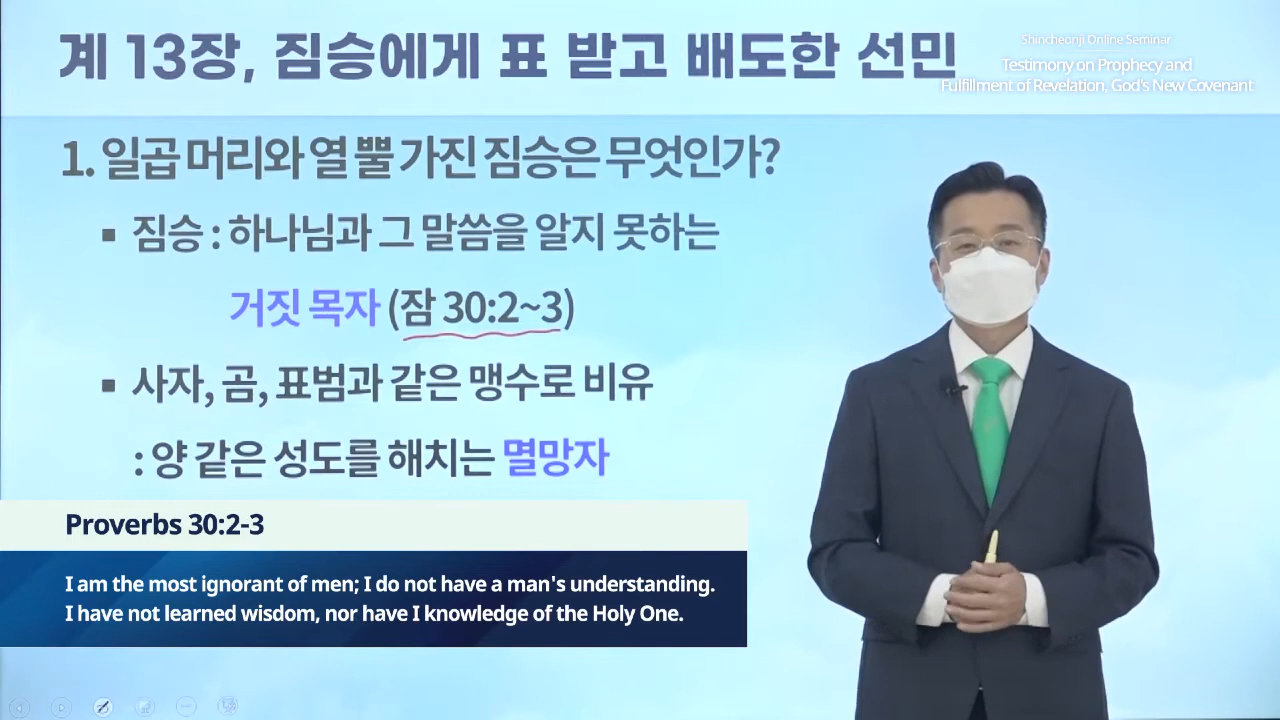 계 13장, 짐승에게 표 받고 배도한 선민
Shincheonji Online Seminar
Testimony on Prophecy and
Fulfillment of Revelation, God's New Covenant
1. 일곱 머리와 열 뿔 가진 짐승은 무엇인가?
▪ 짐승 : 하나님과 그 말씀을 알지 못하는
거짓 목자 (잠 30:2~3)
▪ 사자, 곰, 표범과 같은 맹수로 비유
: 양 같은 성도를 해치는 멸망자
Proverbs 30:2-3
I am the most ignorant of men; I do not have a man's understanding.
I have not learned wisdom, nor have I knowledge of the Holy One.